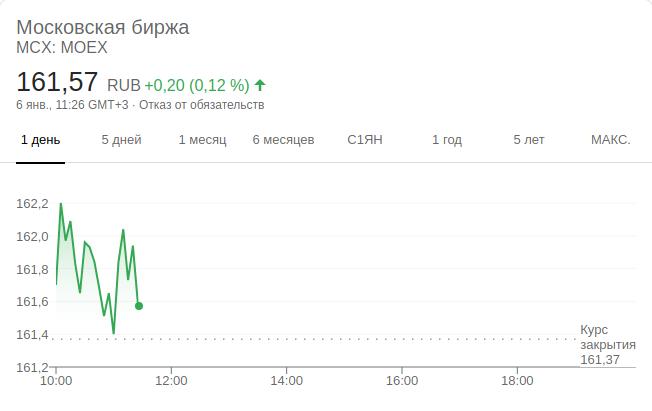 Московская биржа
MCX: MOEX
161,57 RUB +0,20 (0,12 %)
6 янв., 11:26 GMT+3 · Отказ от обязательств
1 день 5 дней 1 месяц 6 месяцев С1ЯН 1 год 5 лет МАКС.
162,2
162,0
161,8
161,6
161,4
161,2
Курс
закрытия
161,37
10:00 12:00 14:00 16:00 18:00